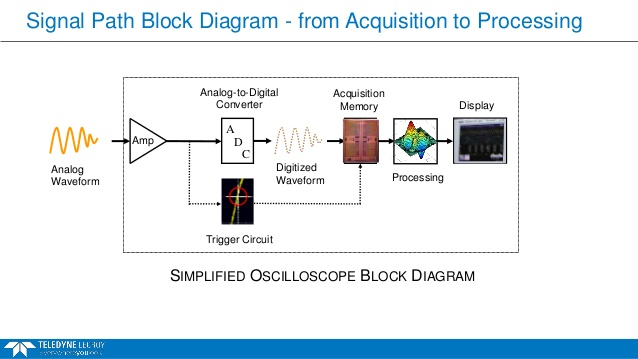 Signal Path Block Diagram - from Acquisition to Processing
Analog-to-Digital
Converter
Acquisition
Memory
Display
Amp
A
D
C
Analog
Waveform
Digitized
Waveform
Processing
Trigger Circuit
SIMPLIFIED OSCILLOSCOPE BLOCK DIAGRAM
TELEDYNE LECROY
Everywhereyoulook